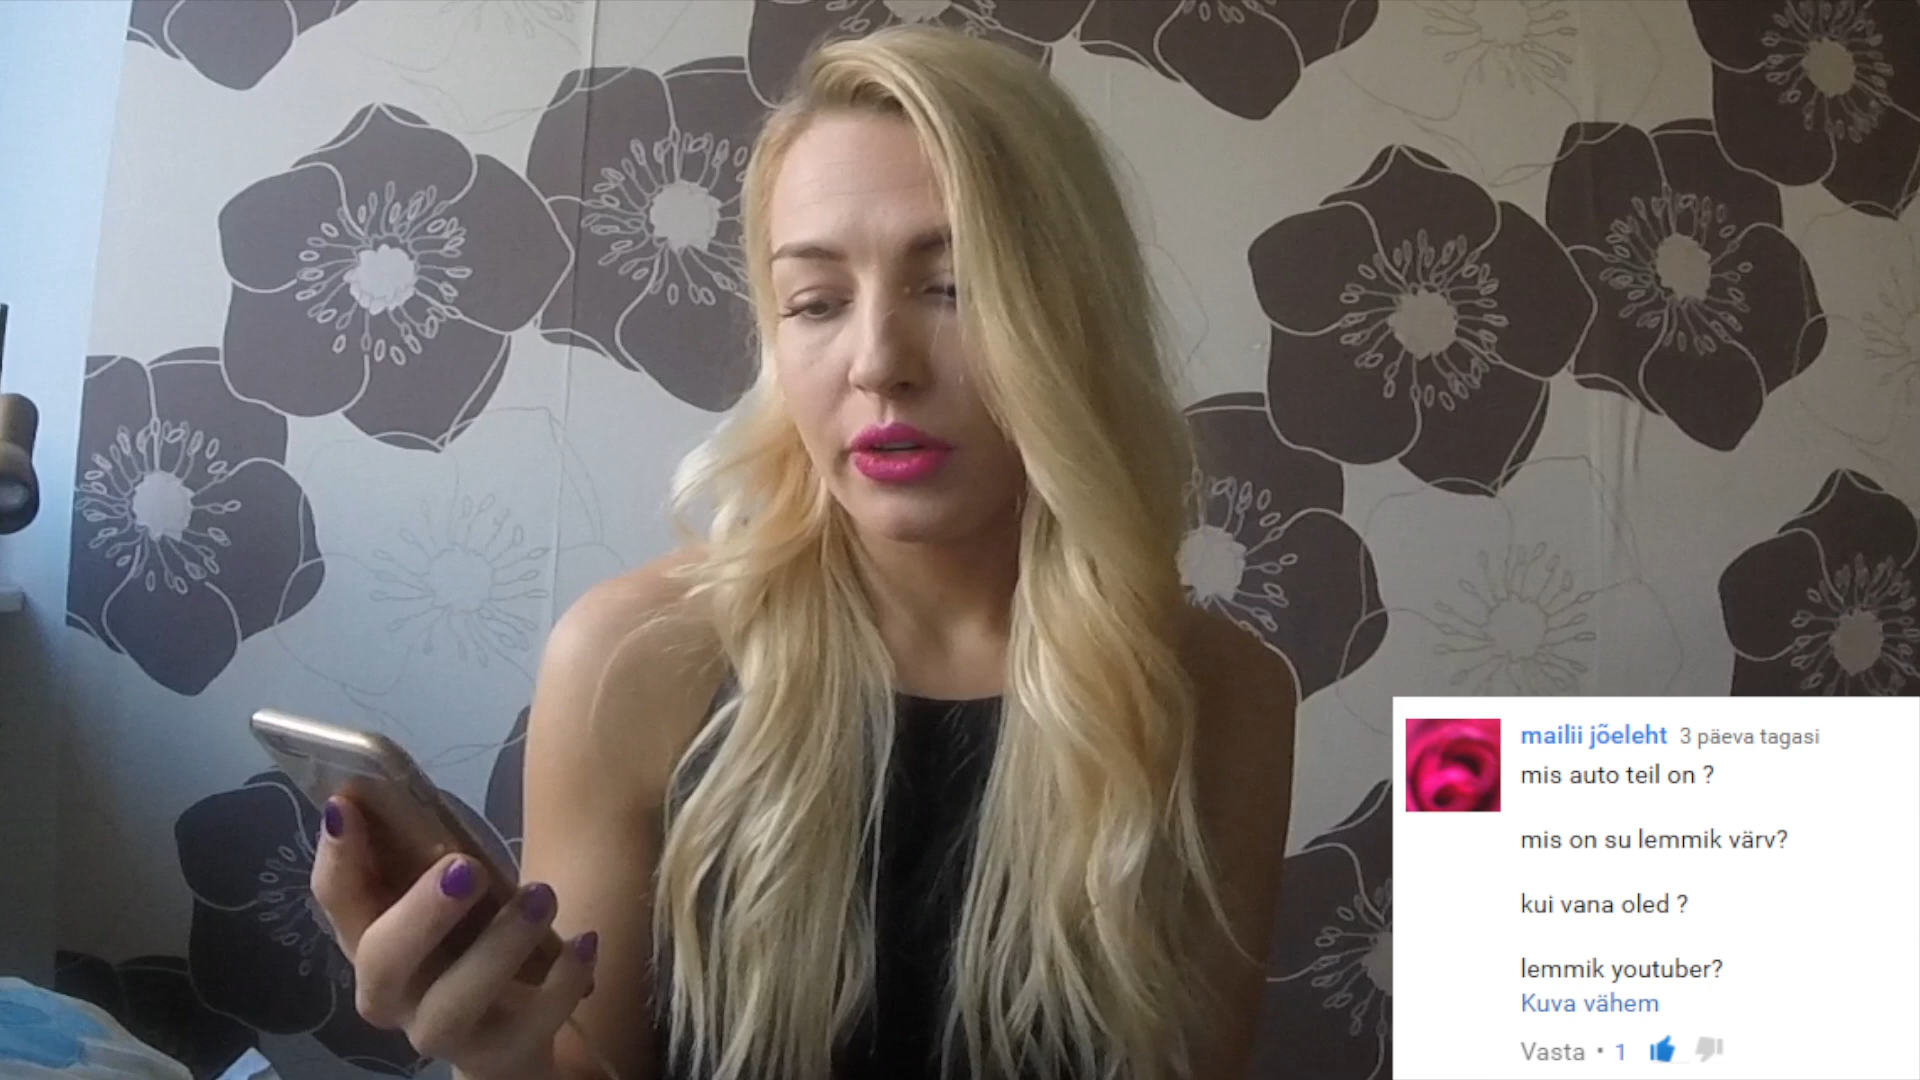 mailii jõeleht 3 päeva tagasi
mis auto teil on ?
mis on su lemmik värv?
kui vana oled ?
lemmik youtuber?
Kuva vähem
Vasta • 1